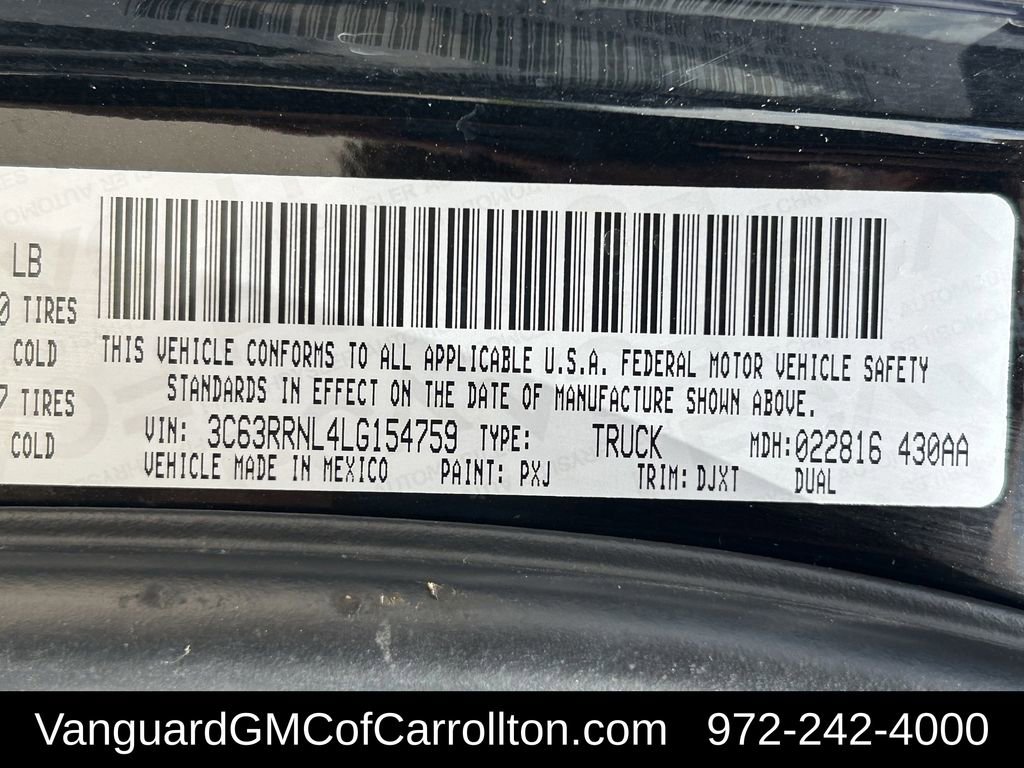 LB
TIRES
COLD
THIS VEHICLE CONFORMS TO ALL APPLICABLE U.S.A. FEDERAL MOTOR VEHICLE SAFETY
STANDARDS IN EFFECT ON THE DATE OF MANUFACTURE SHOWN ABOVE.
7 TIRES
COLD
VIN: 3C63RRNL4LG154759 TYPE: TRUCK MDH:022816 430AA
VEHICLE MADE IN MEXICO PAINT: PXJ TRIM: DJXT DUAL
VanguardGMCofCarrollton.com 972-242-4000